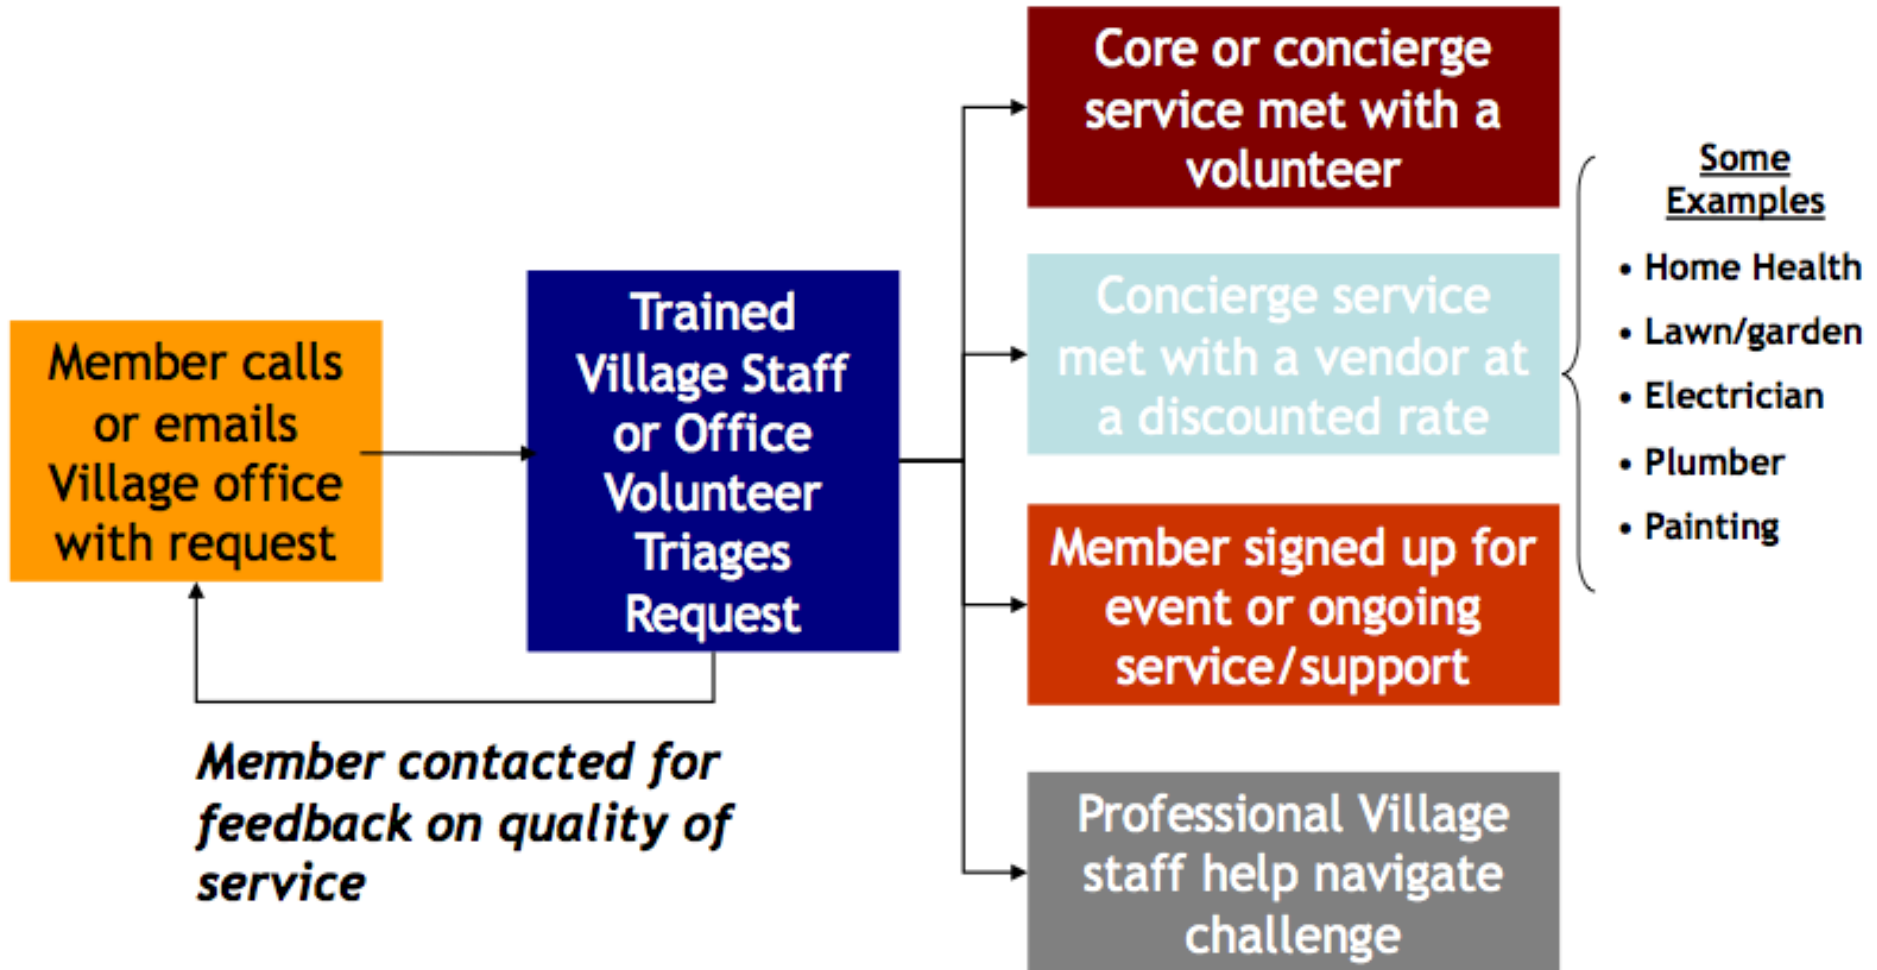 Member calls
or emails
Village office
with request
Trained
Village Staff
or Office
Volunteer
Triages
Request
Member contacted for
feedback on quality of
service
Core or concierge
service met with a
volunteer
Concierge service
met with a vendor at
a discounted rate
Member signed up for
event or ongoing
service/support
Professional Village
staff help navigate
challenge
Some
Examples
• Home Health
• Lawn/garden
• Electrician
• Plumber
• Painting